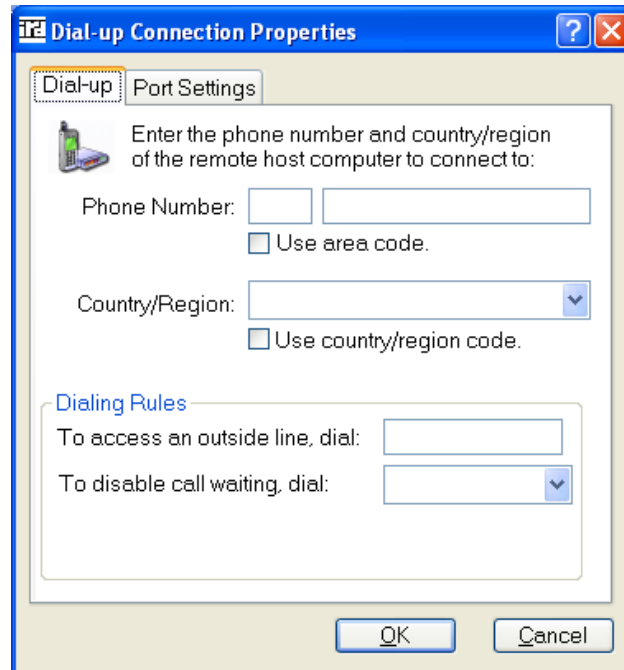 Dial-up Connection Properties
Dial-up
Port Settings
Enter the phone number and country/region
of the remote host computer to connect to:
Phone Number:
Use area code.
Country/Region:
Use country/region code.
Dialing Rules
To access an outside line, dial:
To disable call waiting, dial:
OK
Cancel